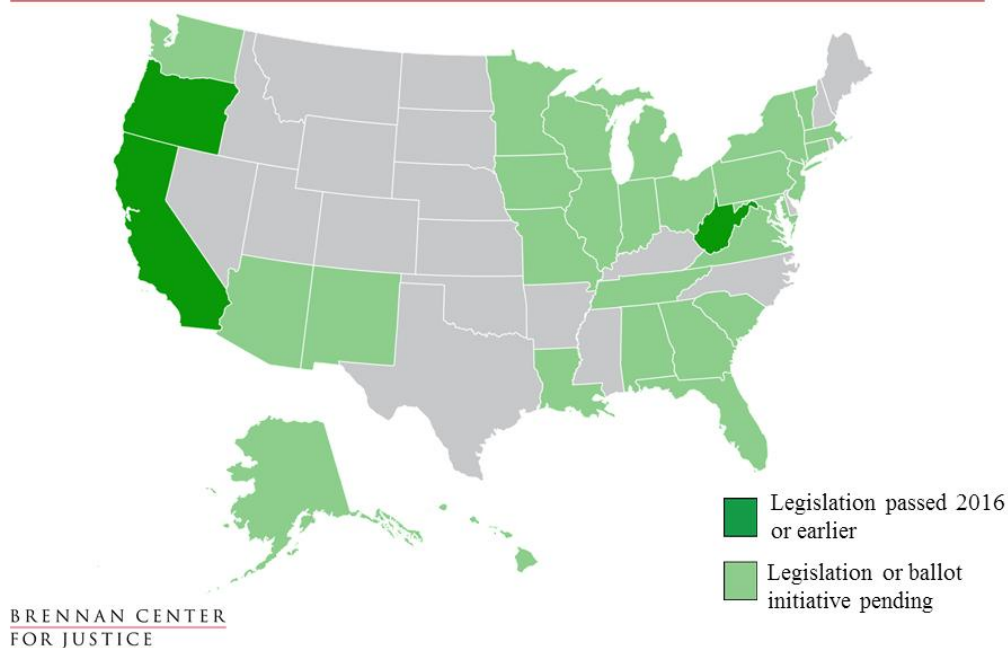 Legislation passed 2016
or earlier
Legislation or ballot
initiative pending
BRENNAN CENTER
FOR JUSTICE